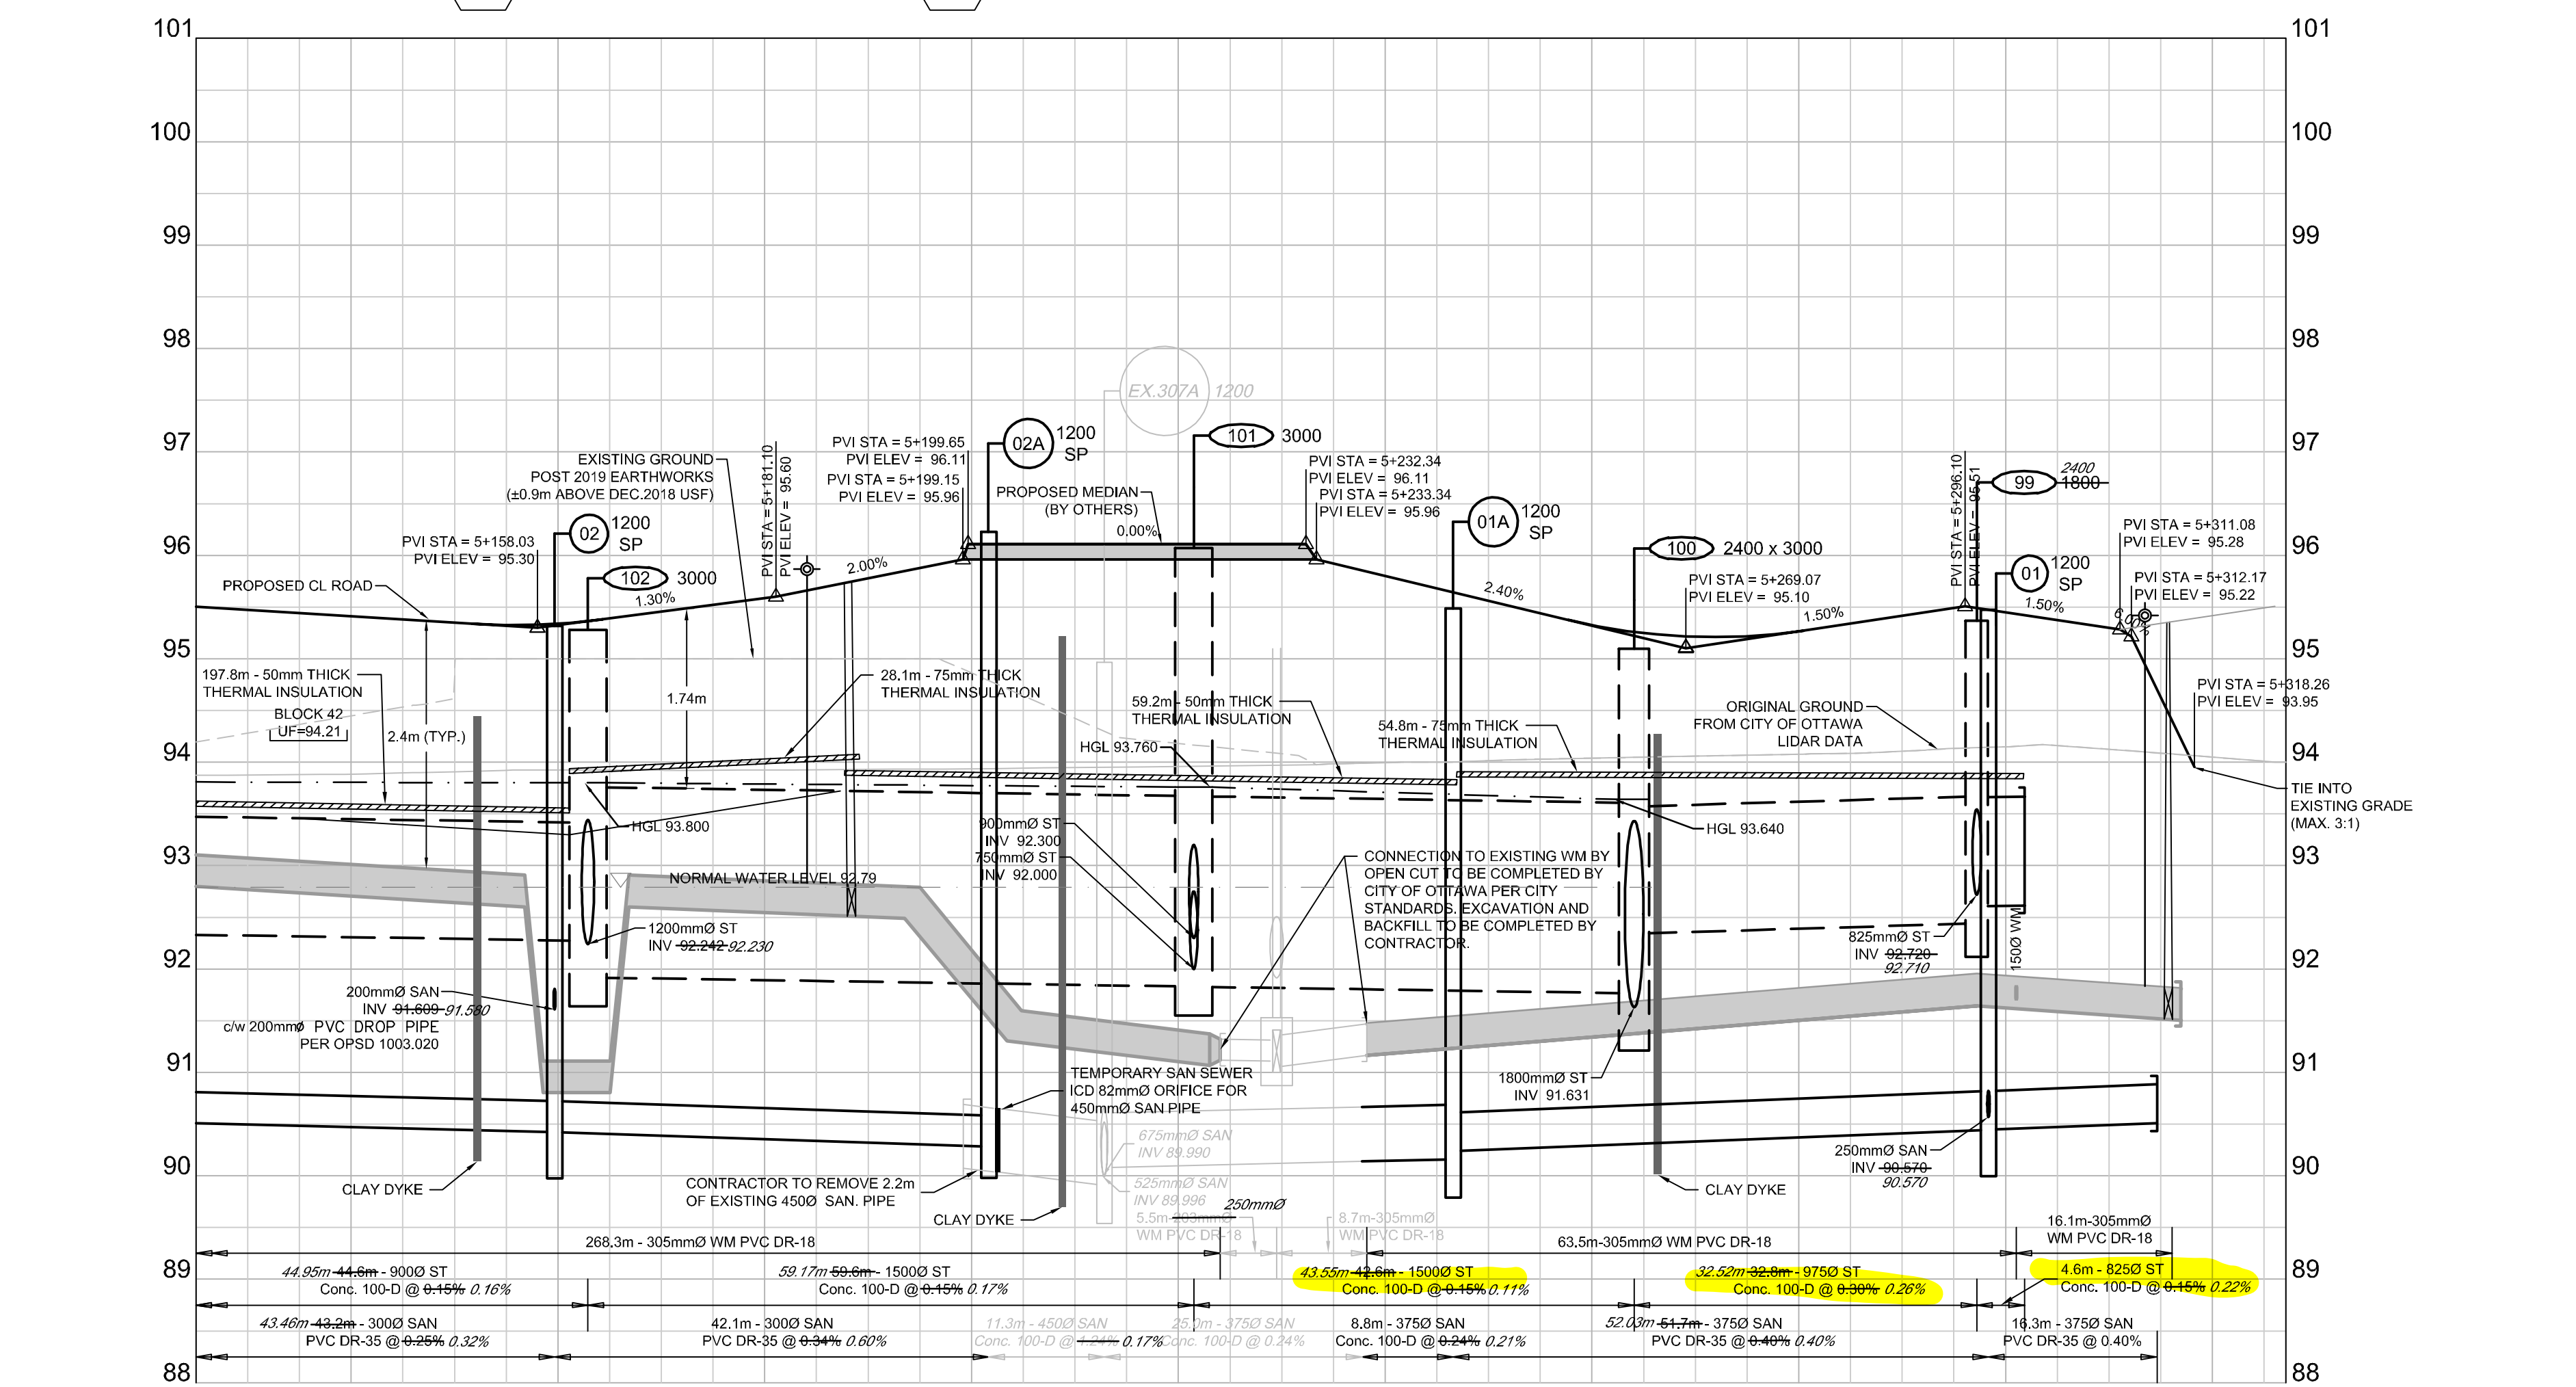 101
101
100
100
99
99
98
98
EX.307A 1200
97
97
02A
1200
SP
101 3000
PVI STA = 5+199.65
PVI ELEV = 96.11
PVI STA = 5+199.15
PVI ELEV = 95.96
PVI STA = 5+181.10
PVI ELEV = 95.60
EXISTING GROUND
POST 2019 EARTHWORKS
(±0.9m ABOVE DEC.2018 USF)
PROPOSED MEDIAN
(BY OTHERS)
0.00%
PVI STA = 5+232.34
PVI ELEV = 96.11
PVI STA = 5+233.34
PVI ELEV = 95.96
01A
1200
SP
PVI STA = 5+296.10
PVI ELEV = 95.51
99 2400
1800
02
1200
SP
96
96
PVI STA = 5+158.03
PVI ELEV = 95.30
102 3000
PROPOSED CL ROAD
1.30%
2.00%
100 2400 x 3000
PVI STA = 5+269.07
PVI ELEV = 95.10
2.40%
1.50%
01
1200
SP
PVI STA = 5+311.08
PVI ELEV = 95.28
PVI STA = 5+312.17
PVI ELEV = 95.22
1.50%
95
95
197.8m - 50mm THICK
THERMAL INSULATION
BLOCK 42
UF=94.21
2.4m (TYP.)
1.74m
28.1m - 75mm THICK
THERMAL INSULATION
59.2m - 50mm THICK
THERMAL INSULATION
HGL 93.760
54.8m - 75mm THICK
THERMAL INSULATION
ORIGINAL GROUND
FROM CITY OF OTTAWA
LIDAR DATA
PVI STA = 5+318.26
PVI ELEV = 93.95
94
94
TIE INTO
EXISTING GRADE
(MAX. 3:1)
HGL 93.800
900mmØ ST
INV 92.300
750mmØ ST
INV 92.000
HGL 93.640
93
93
NORMAL WATER LEVEL 92.79
CONNECTION TO EXISTING WM BY
OPEN CUT TO BE COMPLETED BY
CITY OF OTTAWA PER CITY
STANDARDS. EXCAVATION AND
BACKFILL TO BE COMPLETED BY
CONTRACTOR.
1200mmØ ST
INV 92.242 92.230
825mmØ ST
INV 92.720
92.710
150Ø WM
92
92
200mmØ SAN
INV 91.609 91.580
c/w 200mmø PVC DROP PIPE
PER OPSD 1003.020
91
91
TEMPORARY SAN SEWER
ICD 82mmØ ORIFICE FOR
450mmØ SAN PIPE
1800mmØ ST
INV 91.631
675mmØ SAN
INV 89.990
525mmØ SAN
INV 89.996
250mmØ SAN
INV 90.570
90.570
90
90
CLAY DYKE
CONTRACTOR TO REMOVE 2.2m
OF EXISTING 450Ø SAN. PIPE
CLAY DYKE
CLAY DYKE
250mmØ
5.5m-203mmØ
WM PVC DR-18
8.7m-305mmØ
WM PVC DR-18
16.1m-305mmØ
WM PVC DR-18
268.3m - 305mmØ WM PVC DR-18
63.5m-305mmØ WM PVC DR-18
89
89
44.95m 44.6m - 900Ø ST
Conc. 100-D @ 0.15% 0.16%
59.17m 59.6m - 1500Ø ST
Conc. 100-D @ 0.15% 0.17%
43.55m 42.6m - 1500Ø ST
Conc. 100-D @ 0.15% 0.11%
32.52m 32.8m - 975Ø ST
Conc. 100-D @ 0.30% 0.26%
4.6m - 825Ø ST
Conc. 100-D @ 0.15% 0.22%
43.46m 43.2m - 300Ø SAN
PVC DR-35 @ 0.25% 0.32%
42.1m - 300Ø SAN
PVC DR-35 @ 0.34% 0.60%
11.3m - 450Ø SAN
Conc. 100-D @ 1.24% 0.17%
- 375Ø SAN
Conc. 100-D @ 0.24%
8.8m - 375Ø SAN
Conc. 100-D @ 0.24% 0.21%
52.03m 51.7m - 375Ø SAN
PVC DR-35 @ 0.40% 0.40%
16.3m - 375Ø SAN
PVC DR-35 @ 0.40%
88
88